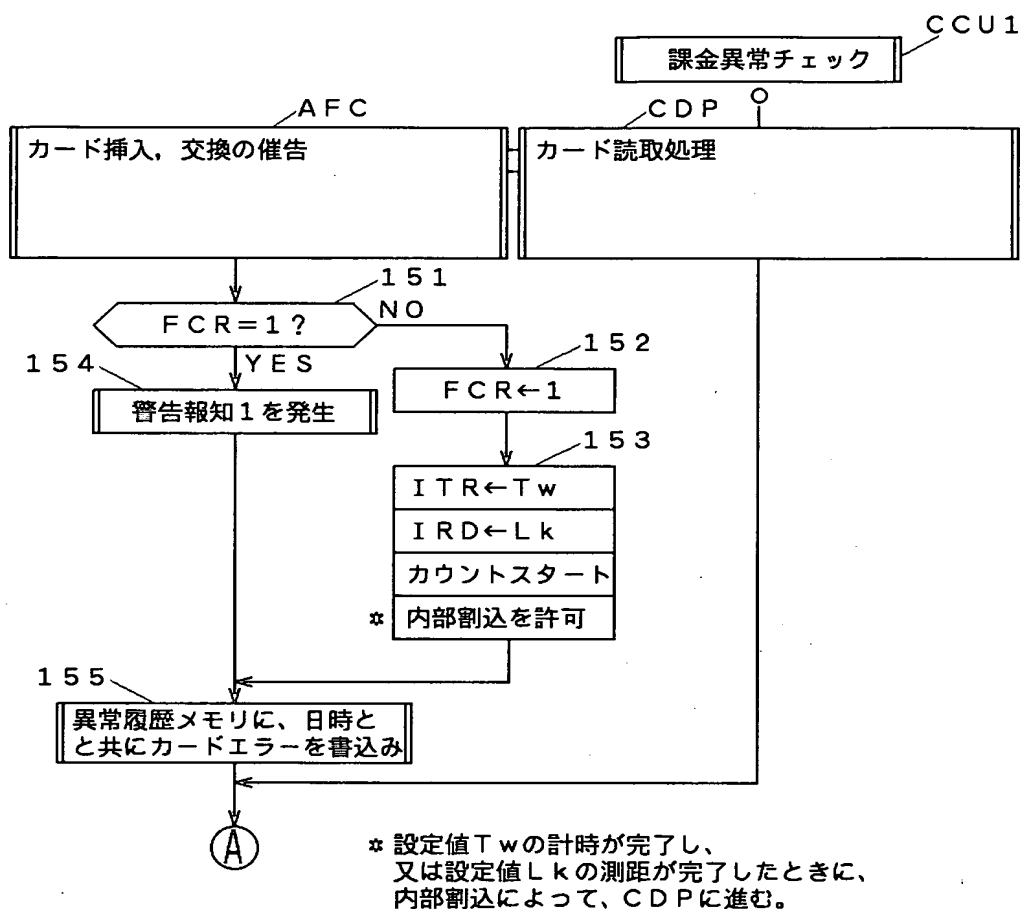 CCU1
課金異常チェック
AFC
CDP
カード挿入，交換の催告
カード読取処理
151
FCR=1？
NO
YES
152
FCR←1
154
警告報知1を発生
153
ITR←Tw
IRD←Lk
カウントスタート
＊ 内部割込を許可
155
異常履歴メモリに、日時と
と共にカードエラーを書込み
A
＊ 設定値Twの計時が完了し、
又は設定値Lkの測距が完了したときに、
内部割込によって、CDPに進む。